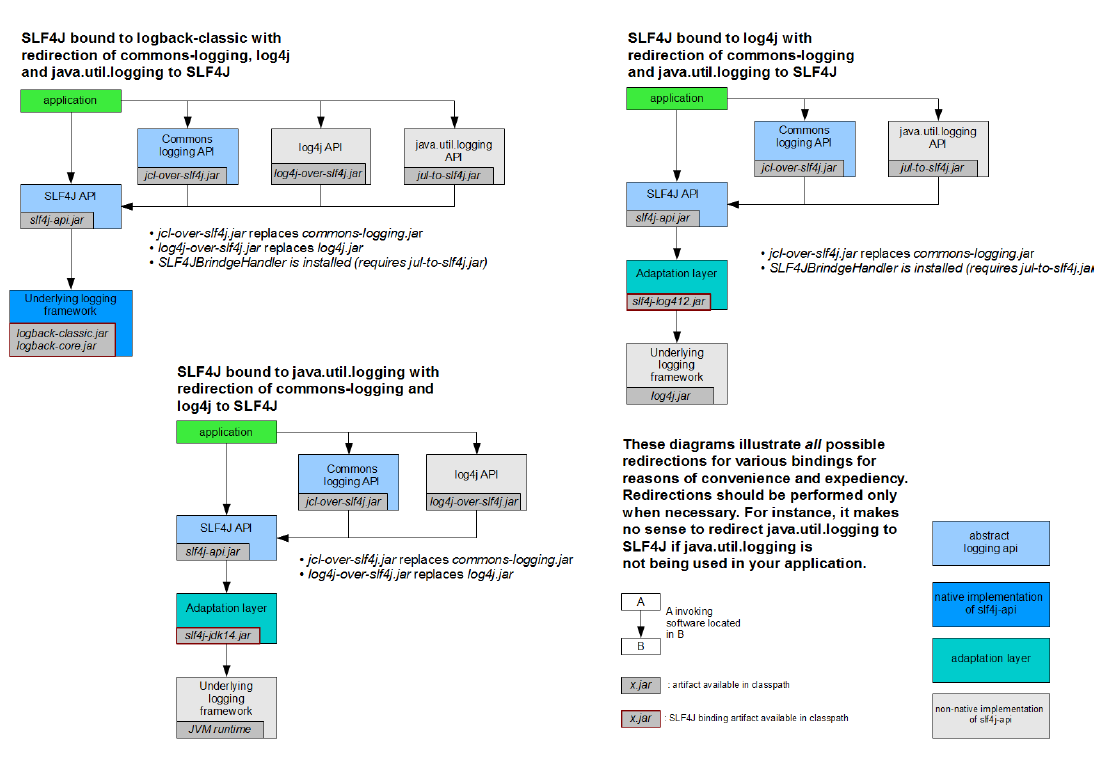 SLF4J bound to logback-classic with
redirection of commons-logging, log4j
and java.util.logging to SLF4J
application
Commons
logging API
jcl-over-slf4j.jar
log4j API
log4j-over-slf4j.jar
java.util.logging
API
jul-to-slf4j.jar
SLF4J API
slf4j-api.jar
• jcl-over-slf4j.jar replaces commons-logging.jar
• log4j-over-slf4j.jar replaces log4j.jar
• SLF4JBrindgeHandler is installed (requires jul-to-slf4j.jar)
Underlying logging
framework
logback-classic.jar
logback-core.jar
SLF4J bound to log4j with
redirection of commons-logging
and java.util.logging to SLF4J
application
Commons
logging API
jcl-over-slf4j.jar
java.util.logging
API
jul-to-slf4j.jar
SLF4J API
slf4j-api.jar
• jcl-over-slf4j.jar replaces commons-logging.jar
• SLF4JBrindgeHandler is installed (requires jul-to-slf4j.jar
Adaptation layer
slf4j-log412.jar
Underlying
logging
framework
log4j.jar
SLF4J bound to java.util.logging with
redirection of commons-logging and
log4j to SLF4J
application
Commons
logging API
jcl-over-slf4j.jar
log4j API
log4j-over-slf4j.jar
SLF4J API
slf4j-api.jar
• jcl-over-slf4j.jar replaces commons-logging.jar
• log4j-over-slf4j.jar replaces log4j.jar
Adaptation layer
slf4j-jdk14.jar
Underlying
logging
framework
JVM runtime
These diagrams illustrate all possible
redirections for various bindings for
reasons of convenience and expediency.
Redirections should be performed only
when necessary. For instance, it makes
no sense to redirect java.util.logging to
SLF4J if java.util.logging is
not being used in your application.
A
B
A invoking
software located
in B
x.jar : artifact available in classpath
x.jar : SLF4J binding artifact available in classpath
abstract
logging api
native implementation
of slf4j-api
adaptation layer
non-native implementation
of slf4j-api